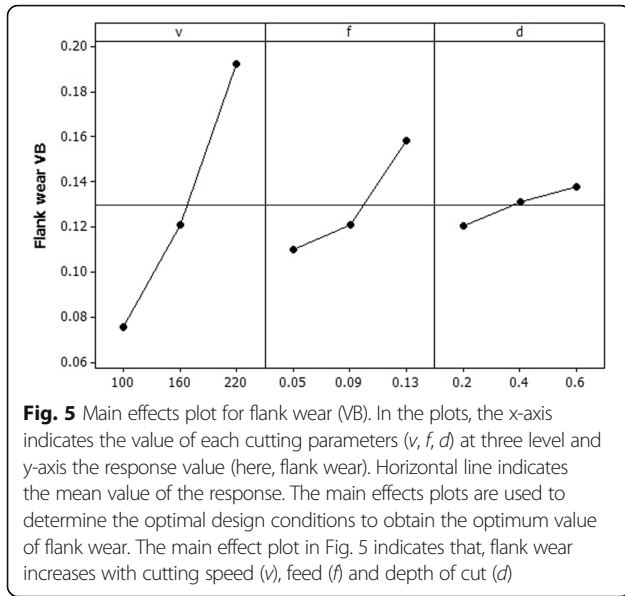 v f d
0.20
0.18
0.16
0.14
0.12
0.10
0.08
0.06
Flank wear VB
100 160 220 0.05 0.09 0.13 0.2 0.4 0.6
Fig. 5 Main effects plot for flank wear (VB). In the plots, the x-axis
indicates the value of each cutting parameters (v, f, d) at three level and
y-axis the response value (here, flank wear). Horizontal line indicates
the mean value of the response. The main effects plots are used to
determine the optimal design conditions to obtain the optimum value
of flank wear. The main effect plot in Fig. 5 indicates that, flank wear
increases with cutting speed (v), feed (f) and depth of cut (d)